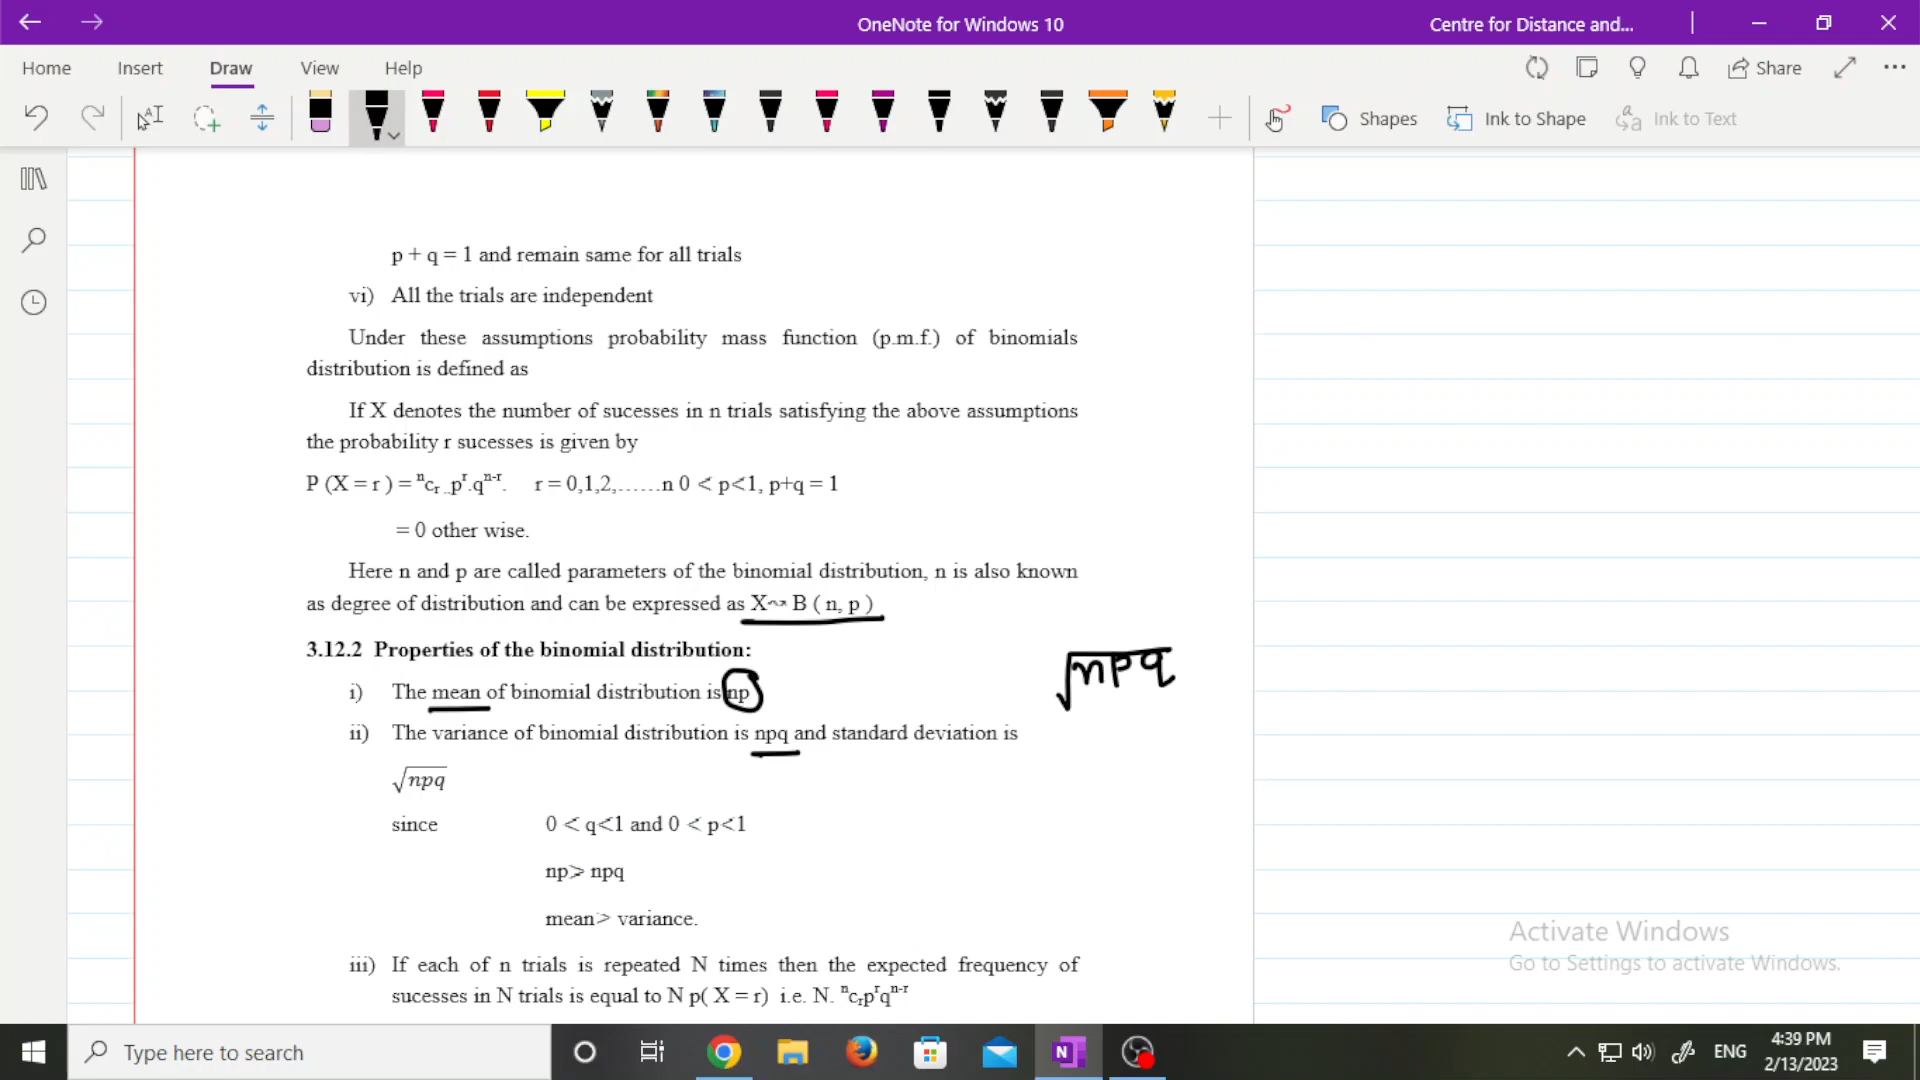 OneNote for Windows 10
Centre for Distance and...
Home Insert Draw View Help
Share
Shapes Ink to Shape Ink to Text
p + q = 1 and remain same for all trials
vi) All the trials are independent
Under these assumptions probability mass function (p.m.f.) of binomials
distribution is defined as
If X denotes the number of sucesses in n trials satisfying the above assumptions
the probability r sucesses is given by
P (X = r ) = ⁿcᵣ ..pʳ.qⁿ⁻ʳ. r = 0,1,2,......n 0 < p<1, p+q = 1
= 0 other wise.
Here n and p are called parameters of the binomial distribution, n is also known
as degree of distribution and can be expressed as X⤳ B ( n, p )
3.12.2 Properties of the binomial distribution:
√npq
i) The mean of binomial distribution is np
ii) The variance of binomial distribution is npq and standard deviation is
√npq
since 0 < q<1 and 0 < p<1
np> npq
mean> variance.
iii) If each of n trials is repeated N times then the expected frequency of
sucesses in N trials is equal to N p( X = r) i.e. N. ⁿcᵣpʳqⁿ⁻ʳ
Activate Windows
Go to Settings to activate Windows.
Type here to search
ENG
4:39 PM
2/13/2023